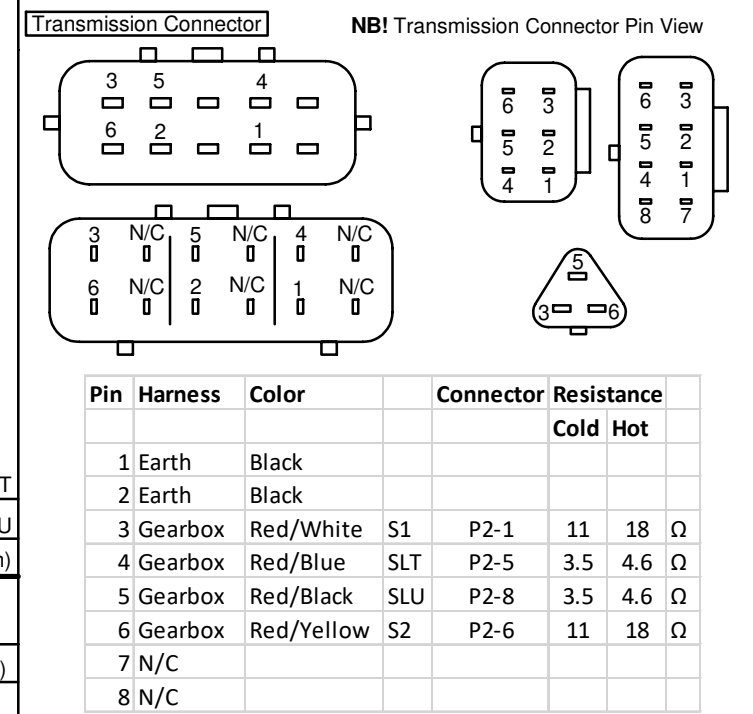 Transmission Connector
NB! Transmission Connector Pin View
3 5 4
6 2 1
6 3
5 2
4 1
6 3
5 2
4 1
8 7
3 N/C 5 N/C 4 N/C
6 N/C 2 N/C 1 N/C
5
3 6
Pin Harness Color Connector Resistance
Cold Hot
1 Earth Black
2 Earth Black
3 Gearbox Red/White S1 P2-1 11 18 Ω
4 Gearbox Red/Blue SLT P2-5 3.5 4.6 Ω
5 Gearbox Red/Black SLU P2-8 3.5 4.6 Ω
6 Gearbox Red/Yellow S2 P2-6 11 18 Ω
7 N/C
8 N/C
T
U
)